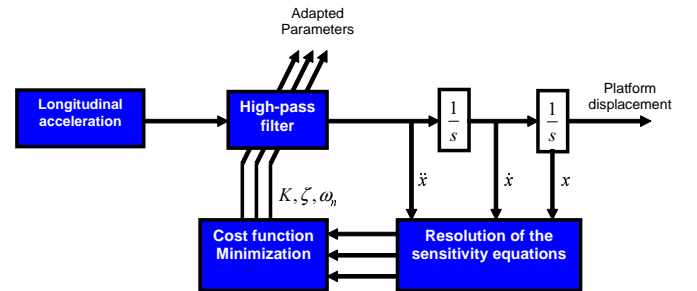 Adapted
Parameters
Longitudinal
acceleration
High-pass
filter
1
s
1
s
Platform
displacement
ẍ
ẋ
x
K, ζ, ωₙ
Cost function
Minimization
Resolution of the
sensitivity equations